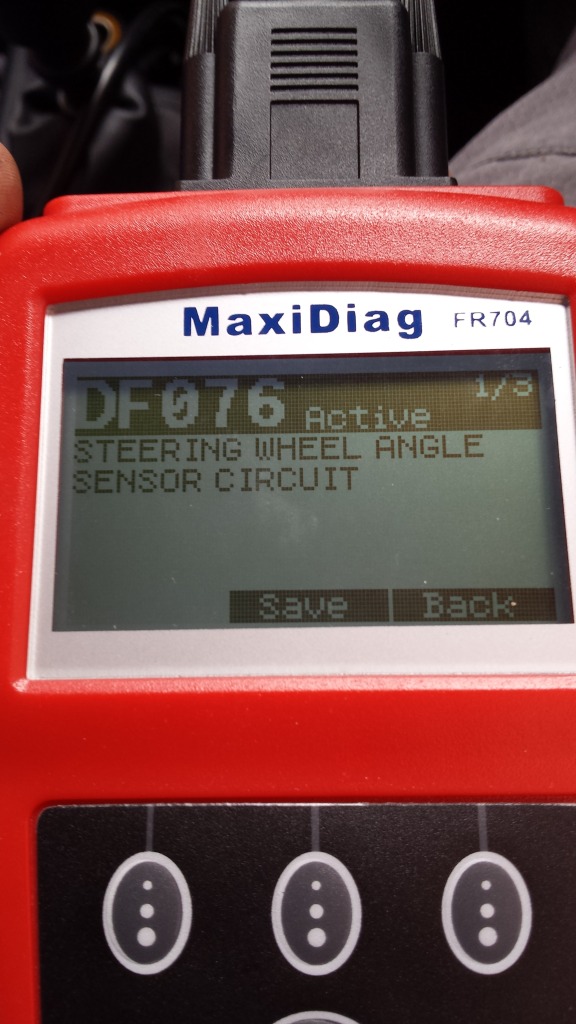 MaxiDiag FR704
DF076 Active 1/3
STEERING WHEEL ANGLE
SENSOR CIRCUIT
Save Back